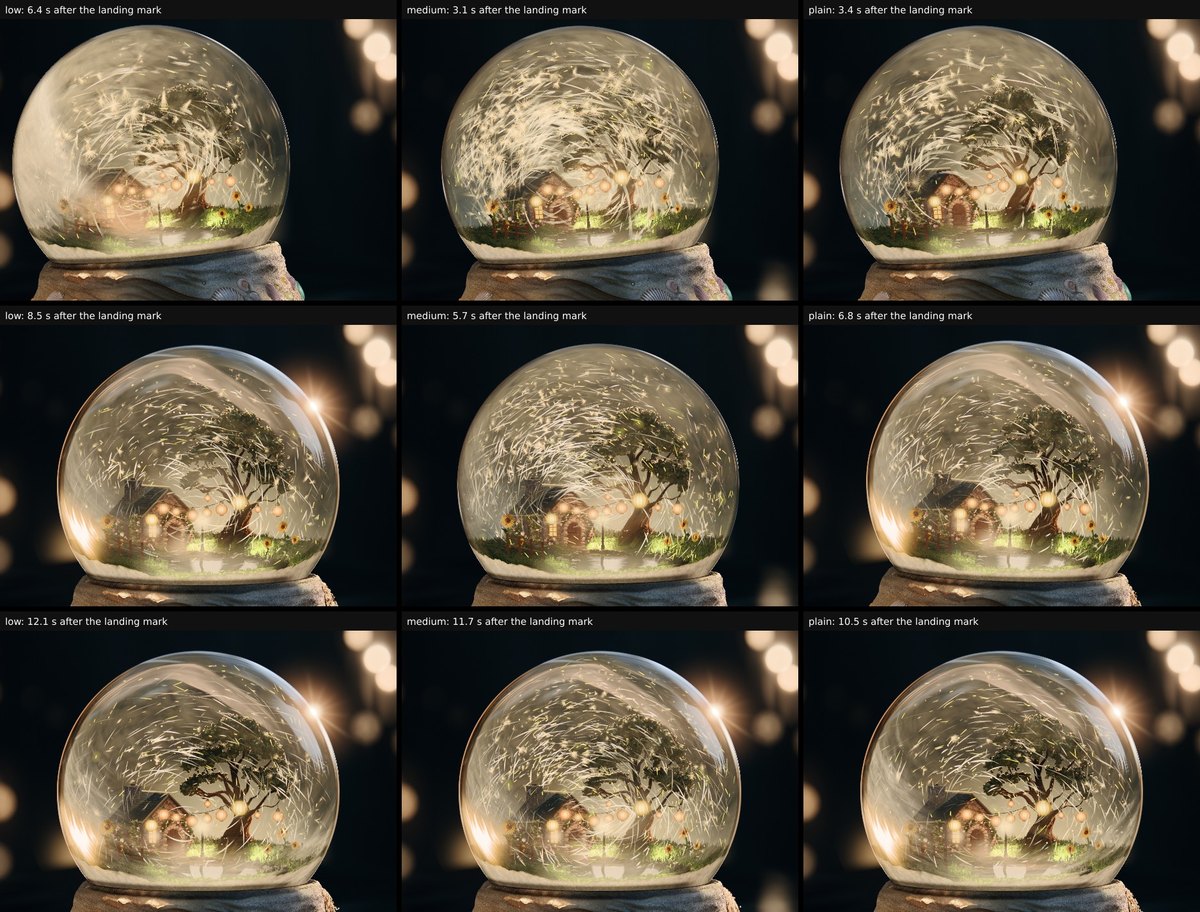 low: 6.4 s after the landing mark
medium: 3.1 s after the landing mark
plain: 3.4 s after the landing mark
low: 8.5 s after the landing mark
medium: 5.7 s after the landing mark
plain: 6.8 s after the landing mark
low: 12.1 s after the landing mark
medium: 11.7 s after the landing mark
plain: 10.5 s after the landing mark